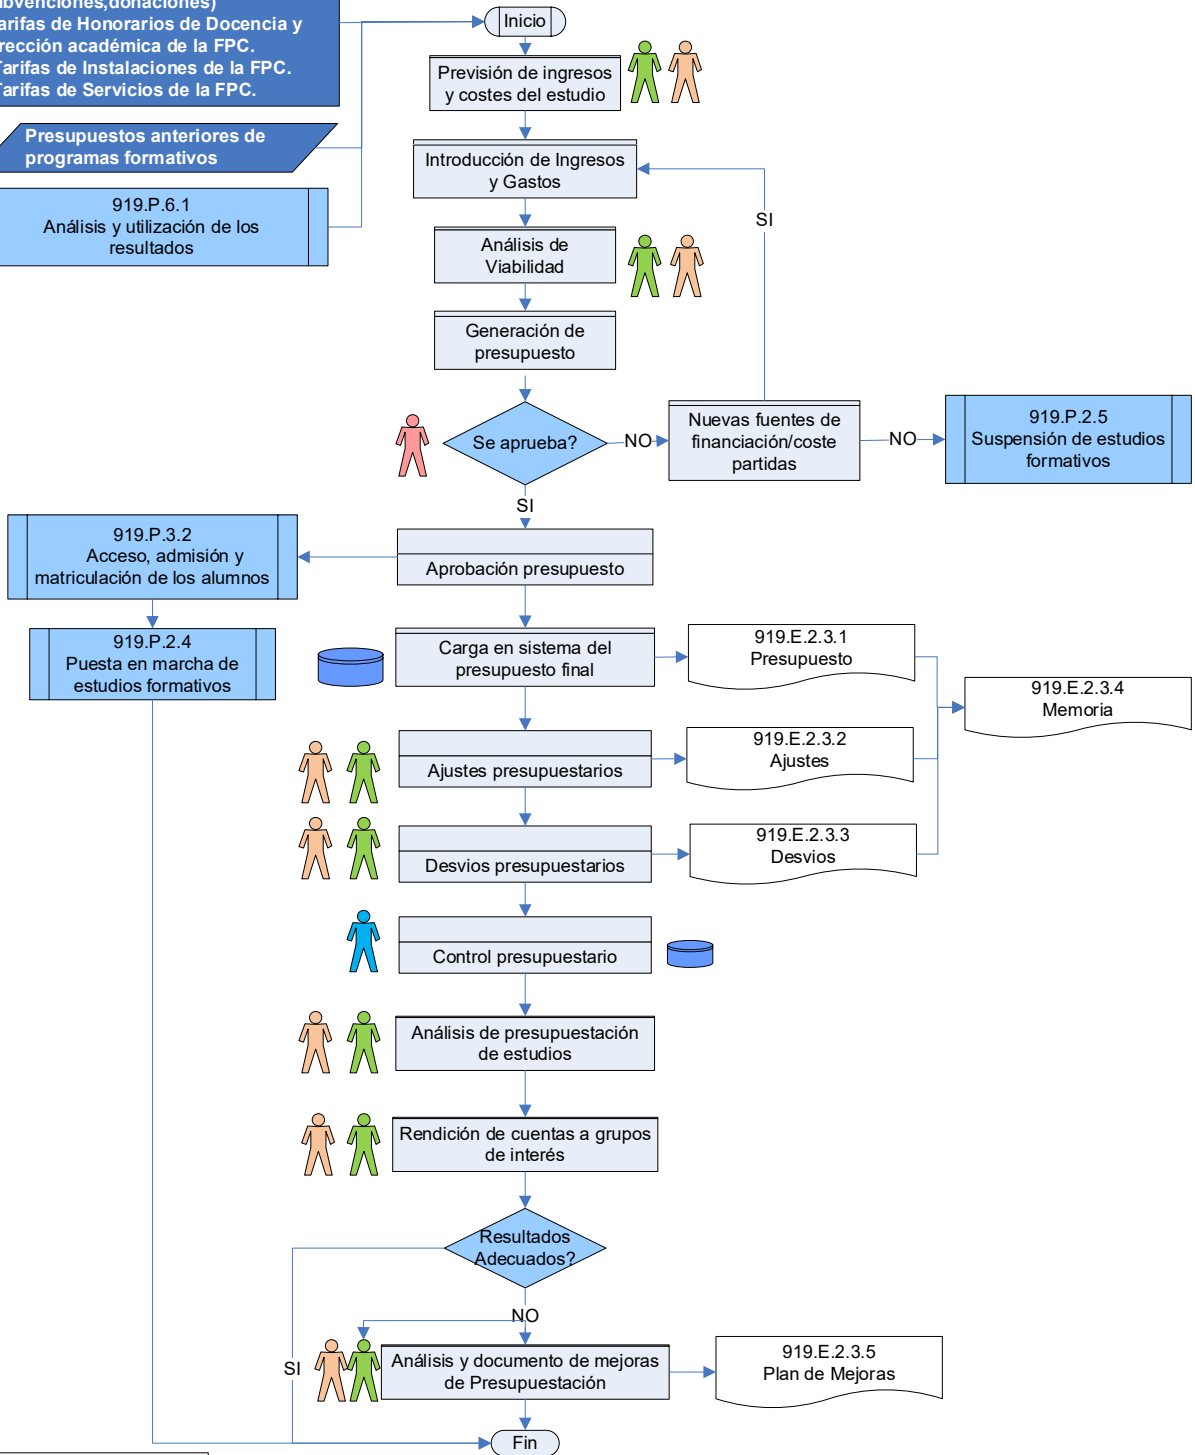 Tarifas de Instalaciones de la FPC.
Tarifas de Servicios de la FPC.
de Honorarios de Docencia y
académica de la FPC.
Presupuestos anteriores de
programas formativos
919.P.6.1
Análisis y utilización de los
resultados
Inicio
Previsión de ingresos
y costes del estudio
Introducción de Ingresos
y Gastos
SI
Análisis de
Viabilidad
Generación de
presupuesto
Se aprueba?
NO
Nuevas fuentes de
financiación/coste
partidas
NO
919.P.2.5
Suspensión de estudios
formativos
SI
919.P.3.2
Acceso, admisión y
matriculación de los alumnos
Aprobación presupuesto
919.P.2.4
Puesta en marcha de
estudios formativos
Carga en sistema del
presupuesto final
919.E.2.3.1
Presupuesto
919.E.2.3.4
Memoria
Ajustes presupuestarios
919.E.2.3.2
Ajustes
Desvios presupuestarios
919.E.2.3.3
Desvios
Control presupuestario
Análisis de presupuestación
de estudios
Rendición de cuentas a grupos
de interés
Resultados
Adecuados?
NO
SI
Análisis y documento de mejoras
de Presupuestación
919.E.2.3.5
Plan de Mejoras
Fin